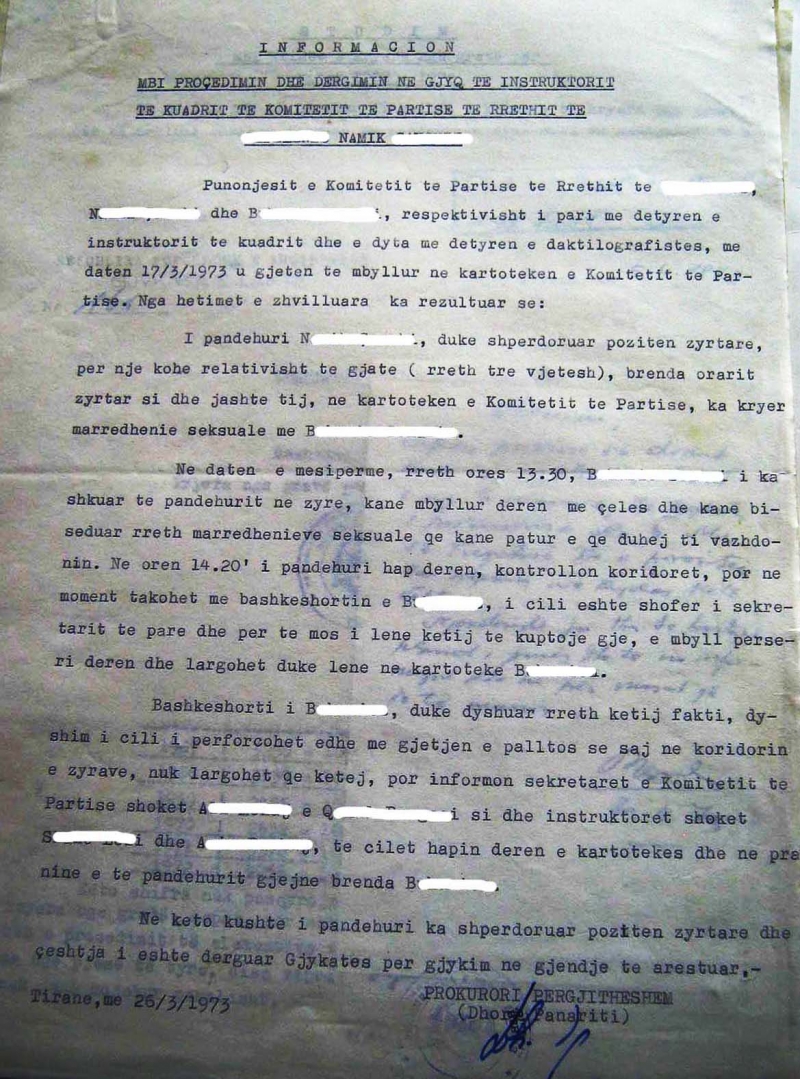 I N F O R M A C I O N
MBI PROÇEDIMIN DHE DERGIMIN NE GJYQ TE INSTRUKTORIT
TE KUADRIT TE KOMITETIT TE PARTISE TE RRETHIT TE
NAMIK
Punonjesit e Komitetit te Partise te Rrethit te ,
N dhe B ., respektivisht i pari me detyren e
instruktorit te kuadrit dhe e dyta me detyren e daktilografistes, me
daten 17/3/1973 u gjeten te mbyllur ne kartoteken e Komitetit te Par-
tise. Nga hetimet e zhvilluara ka rezultuar se:
I pandehuri N ., duke shperdoruar poziten zyrtare,
per nje kohe relativisht te gjate ( rreth tre vjetesh), brenda orarit
zyrtar si dhe jashte tij, ne kartoteken e Komitetit te Partise, ka kryer
marredhenie seksuale me B .
Ne daten e mesiperme, rreth ores 13.30, B . i ka
shkuar te pandehurit ne zyre, kane mbyllur deren me çeles dhe kane bi-
seduar rreth marredhenieve seksuale qe kane patur e qe duhej ti vazhdo-
nin. Ne oren 14.20' i pandehuri hap deren, kontrollon koridoret, por ne
moment takohet me bashkeshortin e B , i cili eshte shofer i sekre-
tarit te pare dhe per te mos i lene ketij te kuptoje gje, e mbyll perse-
ri deren dhe largohet duke lene ne kartoteke B .
Bashkeshorti i B , duke dyshuar rreth ketij fakti, dy-
shim i cili i perforcohet edhe me gjetjen e palltos se saj ne koridorin
e zyrave, nuk largohet qe ketej, por informon sekretaret e Komitetit te
Partise shoket A e Q i si dhe instruktoret shoket
S i dhe A , te cilet hapin deren e kartotekes dhe ne pra
nine e te pandehurit gjejne brenda B .
Ne keto kushte i pandehuri ka shperdoruar poziten zyrtare dhe
çeshtja i eshte derguar Gjykates per gjykim ne gjendje te arestuar,-
Tirane,me 26/3/1973
PROKURORI PERGJITHESHEM
(Dhori Panariti)